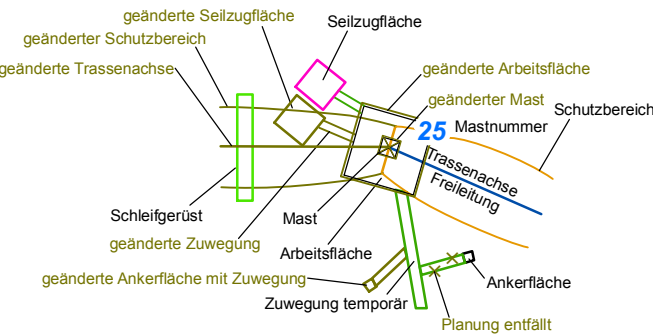 geänderte Seilzugfläche
Seilzugfläche
geänderter Schutzbereich
geänderte Trassenachse
geänderte Arbeitsfläche
geänderter Mast
Schutzbereich
25 Mastnummer
Trassenachse
Freileitung
Schleifgerüst
Mast
geänderte Zuwegung
Arbeitsfläche
geänderte Ankerfläche mit Zuwegung
Ankerfläche
Zuwegung temporär
Planung entfällt